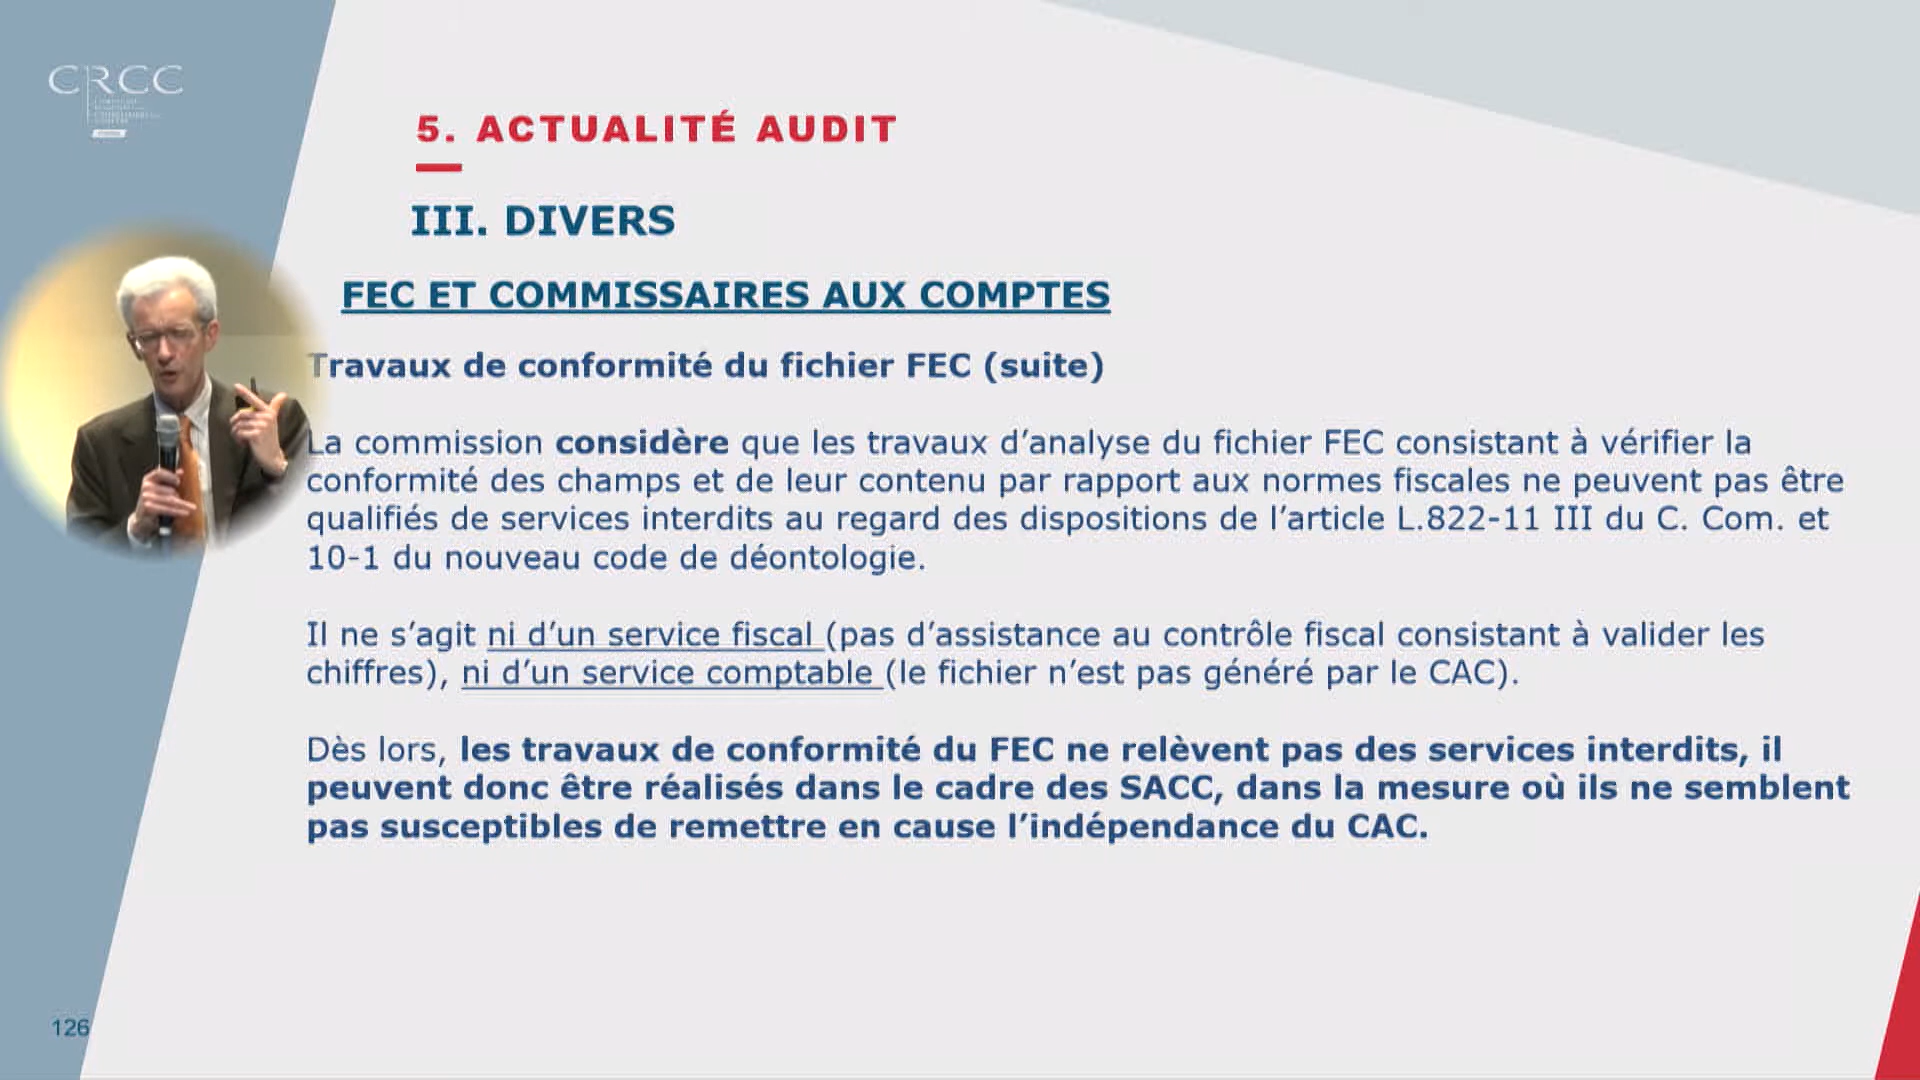 CRCC
5. ACTUALITÉ AUDIT
III. DIVERS
FEC ET COMMISSAIRES AUX COMPTES
Travaux de conformité du fichier FEC (suite)
La commission considère que les travaux d'analyse du fichier FEC consistant à vérifier la
conformité des champs et de leur contenu par rapport aux normes fiscales ne peuvent pas être
qualifiés de services interdits au regard des dispositions de l'article L.822-11 III du C. Com. et
10-1 du nouveau code de déontologie.
Il ne s'agit ni d'un service fiscal (pas d'assistance au contrôle fiscal consistant à valider les
chiffres), ni d'un service comptable (le fichier n'est pas généré par le CAC).
Dès lors, les travaux de conformité du FEC ne relèvent pas des services interdits, il
peuvent donc être réalisés dans le cadre des SACC, dans la mesure où ils ne semblent
pas susceptibles de remettre en cause l'indépendance du CAC.
126